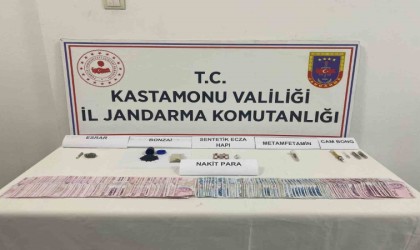 T.C.
KASTAMONU VALİLİĞİ
İL JANDARMA KOMUTANLIĞI
ESRAR BONZAİ SENTETİK ECZA HAPI METAMFETAMİN CAM BONG
NAKİT PARA